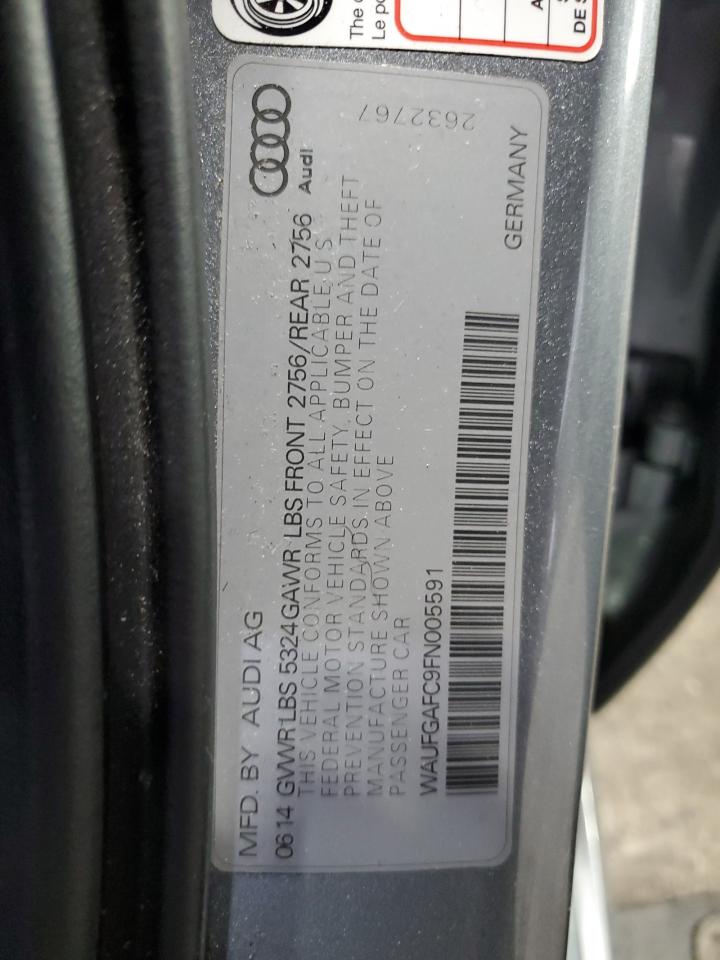 The
Le
A
DE S
2632767
Audi
MFD. BY AUDI AG
0614 GVWR LBS 5324 GAWR LBS FRONT 2756/REAR 2756
THIS VEHICLE CONFORMS TO ALL APPLICABLE U S
FEDERAL MOTOR VEHICLE SAFETY, BUMPER AND THEFT
PREVENTION STANDARDS IN EFFECT ON THE DATE OF
MANUFACTURE SHOWN ABOVE
PASSENGER CAR
WAUFGAFC9FN005591
GERMANY